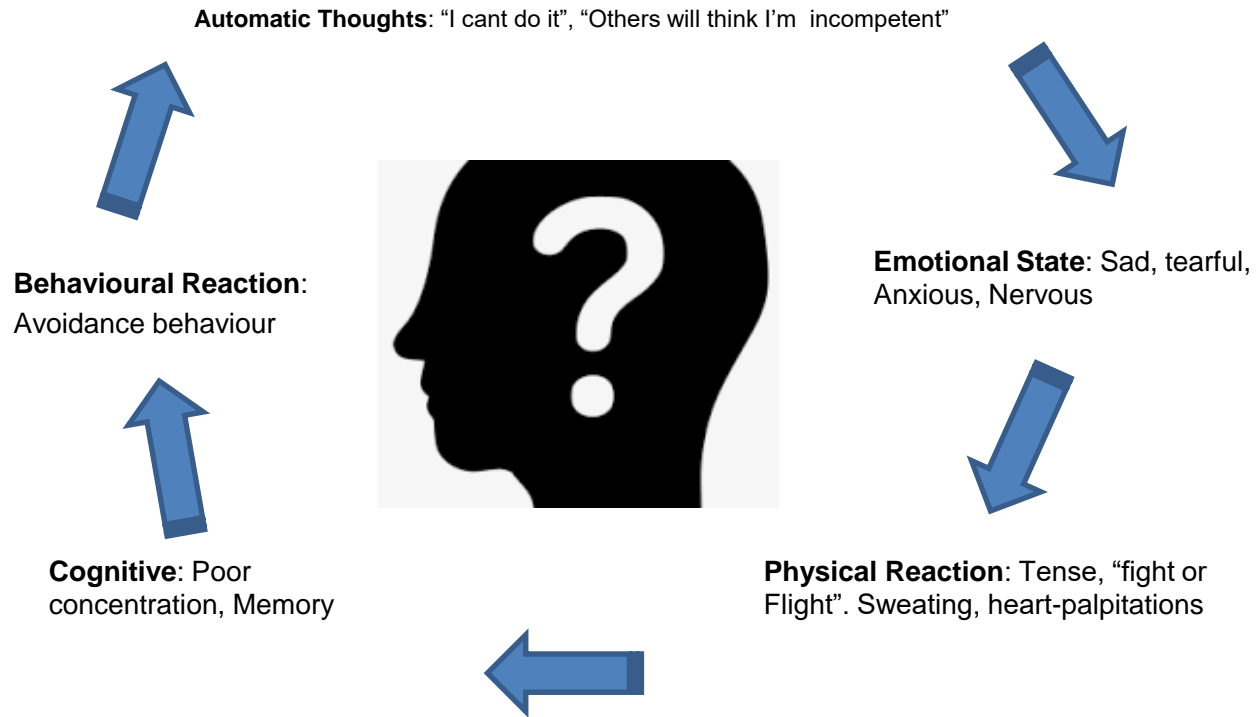 Automatic Thoughts: “I cant do it”, “Others will think I’m  incompetent”
Emotional State: Sad, tearful,
Anxious, Nervous
Physical Reaction: Tense, “fight or
Flight”. Sweating, heart-palpitations
Cognitive: Poor
concentration, Memory
Behavioural Reaction:
Avoidance behaviour
?